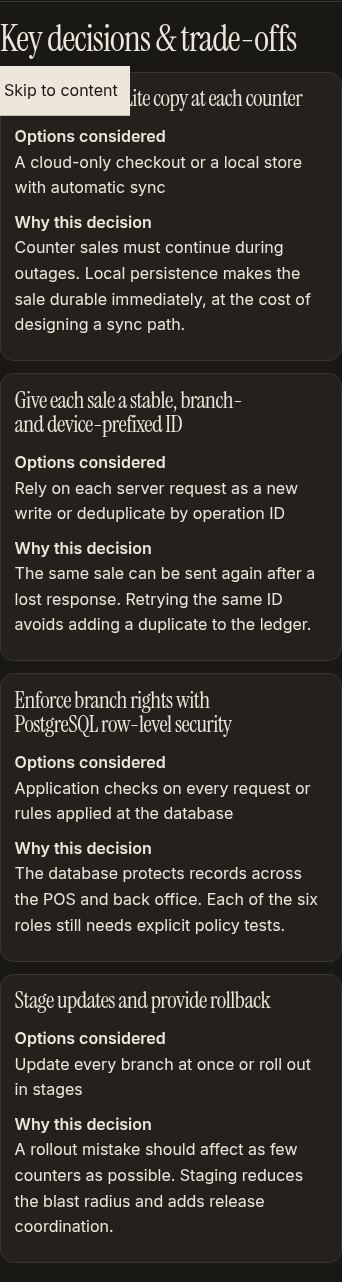 Key decisions & trade-offs
Skip to content
Lite copy at each counter
Options considered
A cloud-only checkout or a local store
with automatic sync
Why this decision
Counter sales must continue during
outages. Local persistence makes the
sale durable immediately, at the cost of
designing a sync path.
Give each sale a stable, branch-
and device-prefixed ID
Options considered
Rely on each server request as a new
write or deduplicate by operation ID
Why this decision
The same sale can be sent again after a
lost response. Retrying the same ID
avoids adding a duplicate to the ledger.
Enforce branch rights with
PostgreSQL row-level security
Options considered
Application checks on every request or
rules applied at the database
Why this decision
The database protects records across
the POS and back office. Each of the six
roles still needs explicit policy tests.
Stage updates and provide rollback
Options considered
Update every branch at once or roll out
in stages
Why this decision
A rollout mistake should affect as few
counters as possible. Staging reduces
the blast radius and adds release
coordination.